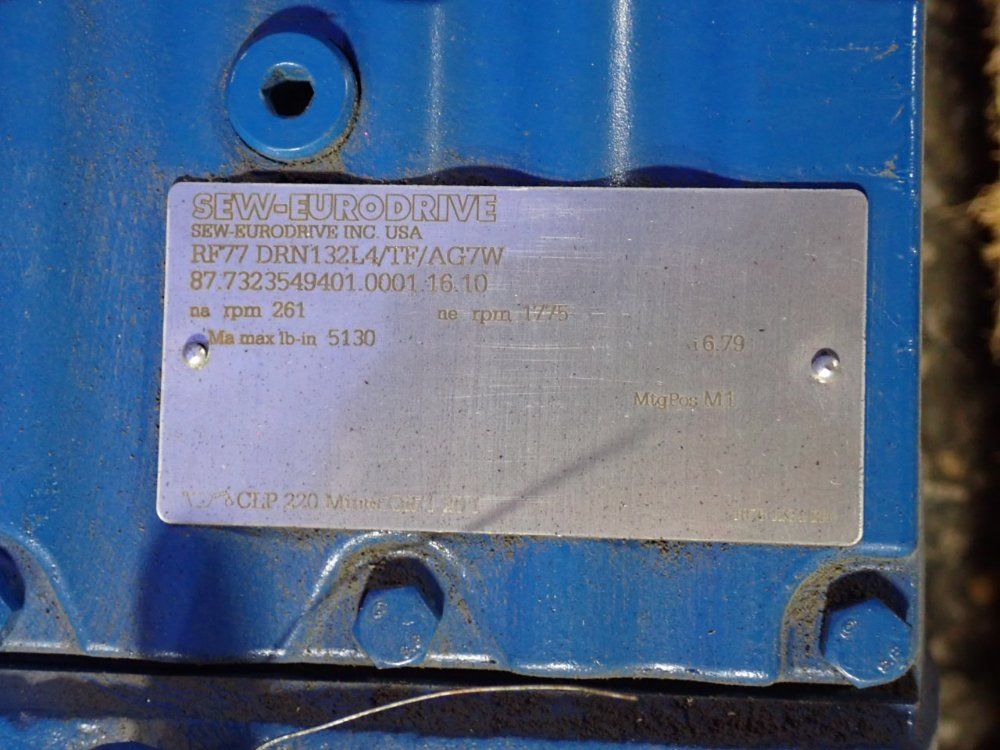 SEW-EURODRIVE
SEW-EURODRIVE INC. USA
RF77 DRN132L4/TF/AG7W
87.7323549401.0001.16.10
na rpm 261 ne rpm 1775
Ma max lb-in 5130 i 6.79
MtgPos M1
CLP 220